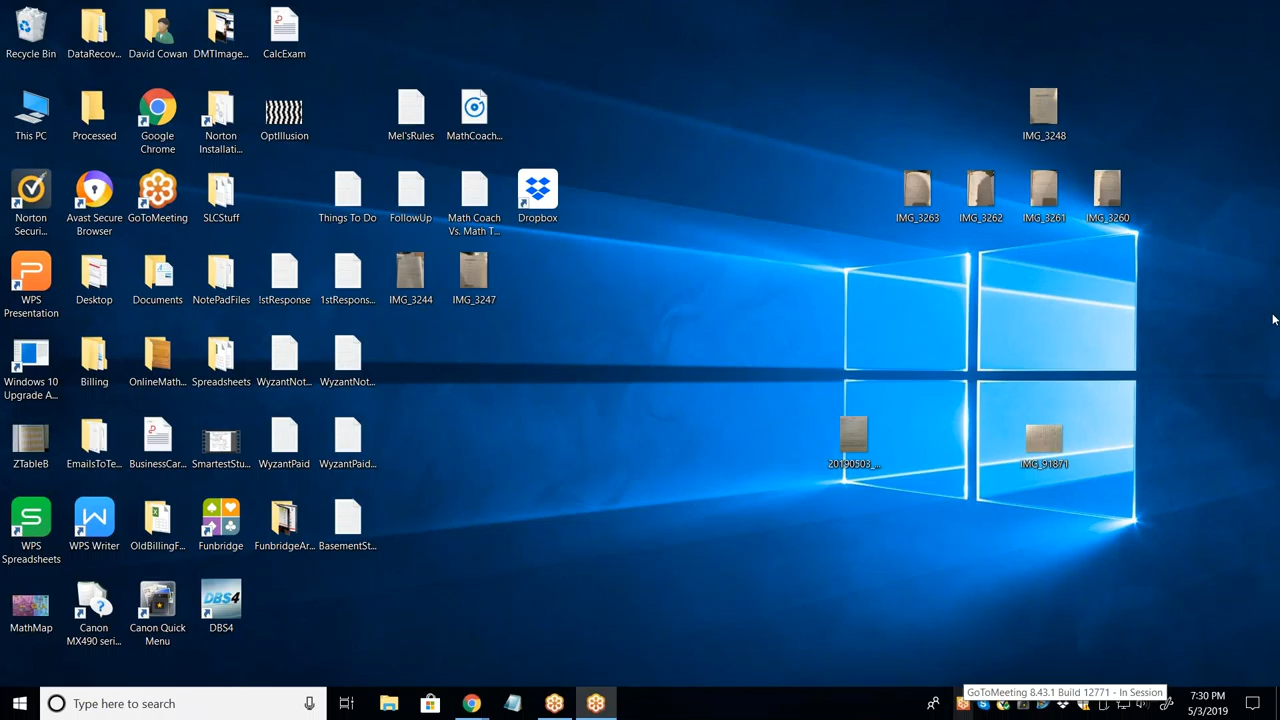 Recycle Bin
DataRecov...
David Cowan
DMTImage...
CalcExam
This PC
Processed
Google
Chrome
Norton
Installati...
OptIllusion
Mel'sRules
MathCoach...
IMG_3248
Norton
Securi...
Avast Secure
Browser
GoToMeeting
SLCStuff
Things To Do
FollowUp
Math Coach
Vs. Math T...
Dropbox
IMG_3263
IMG_3262
IMG_3261
IMG_3260
WPS
Presentation
Desktop
Documents
NotePadFiles
!stResponse
1stRespons...
IMG_3244
IMG_3247
Windows 10
Upgrade A...
Billing
OnlineMath...
Spreadsheets
WyzantNot...
WyzantNot...
ZTableB
EmailsToTe...
BusinessCar...
SmartestStu...
WyzantPaid
WyzantPaid...
20190503_...
IMG_91871
WPS
Spreadsheets
WPS Writer
OldBillingF...
Funbridge
FunbridgeAr...
BasementSt...
MathMap
Canon
MX490 seri...
Canon Quick
Menu
DBS4
DBS4
GoToMeeting 8.43.1 Build 12771 - In Session
Type here to search
7:30 PM
5/3/2019